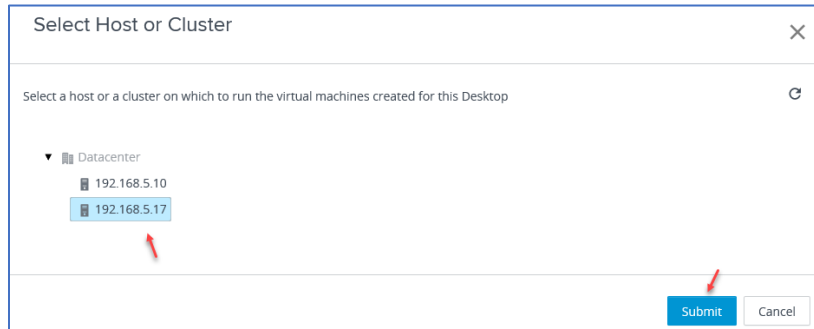 Select Host or Cluster
Select a host or a cluster on which to run the virtual machines created for this Desktop
Datacenter
192.168.5.10
192.168.5.17
Submit Cancel